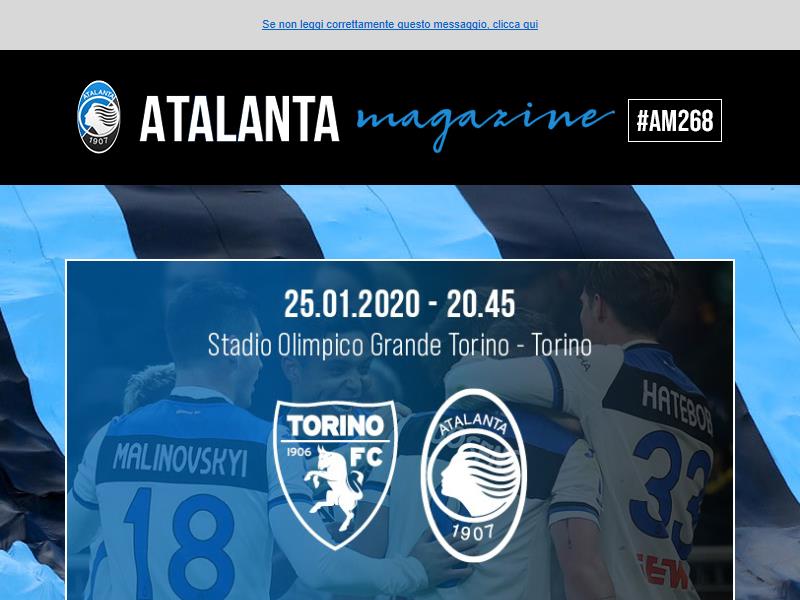 Se non leggi correttamente questo messaggio, clicca qui
ATALANTA
1907
ATALANTA magazine
#AM268
25.01.2020 - 20.45
Stadio Olimpico Grande Torino - Torino
TORINO
1906
FC
ATALANTA
1907
MALINOVSKYI
18
HATEBOER
33